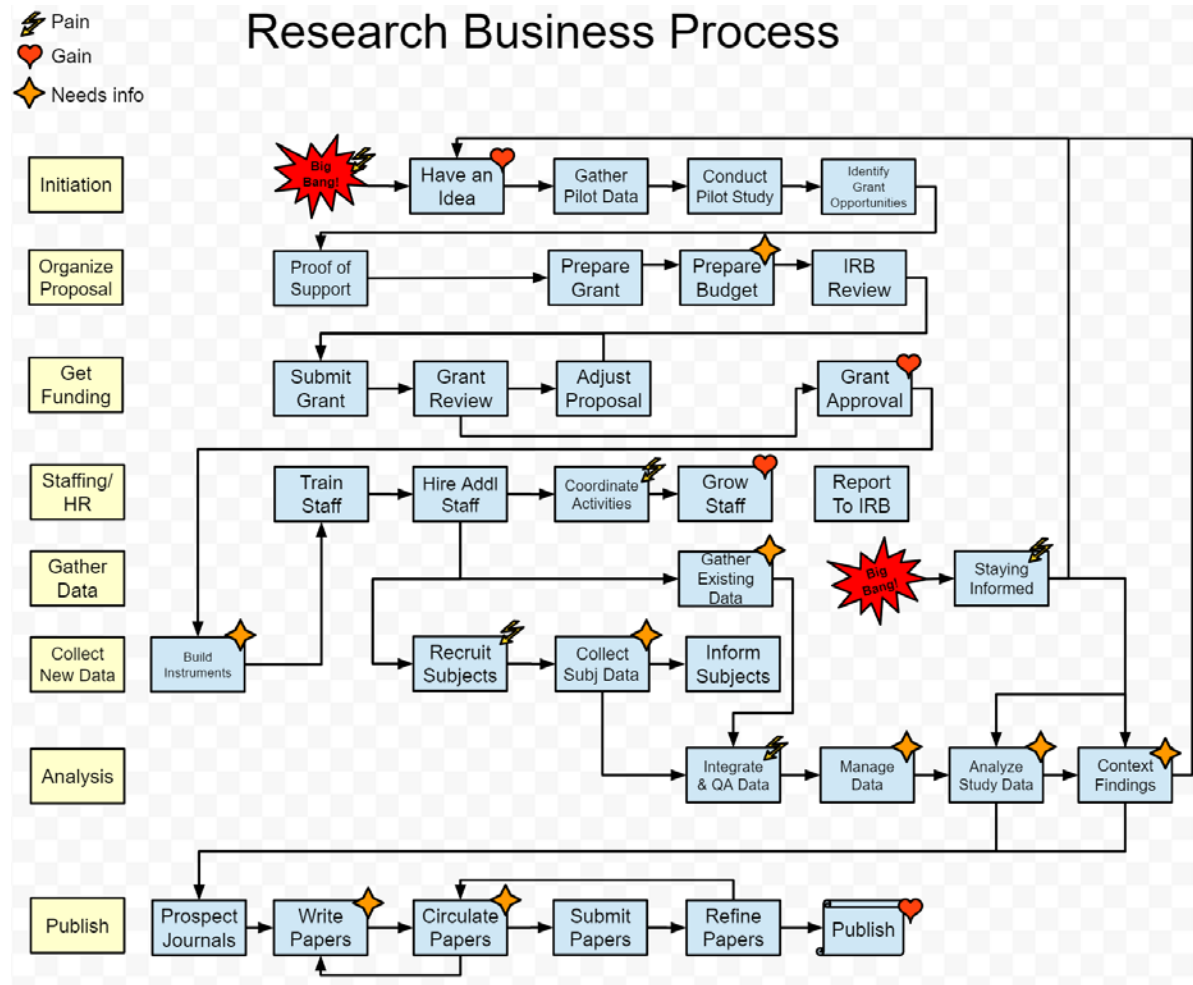 Pain
Research Business Process
Gain
Needs info
Initiation
Big
Bang!
Have an
Idea
Gather
Pilot Data
Conduct
Pilot Study
Identify
Grant
Opportunities
Organize
Proposal
Proof of
Support
Prepare
Grant
Prepare
Budget
IRB
Review
Get
Funding
Submit
Grant
Grant
Review
Adjust
Proposal
Grant
Approval
Staffing/
HR
Train
Staff
Hire Addl
Staff
Coordinate
Activities
Grow
Staff
Report
To IRB
Gather
Data
Gather
Existing
Data
Big
Bang!
Staying
Informed
Collect
New Data
Build
Instruments
Recruit
Subjects
Collect
Subj Data
Inform
Subjects
Analysis
Integrate
& QA Data
Manage
Data
Analyze
Study Data
Context
Findings
Publish
Prospect
Journals
Write
Papers
Circulate
Papers
Submit
Papers
Refine
Papers
Publish